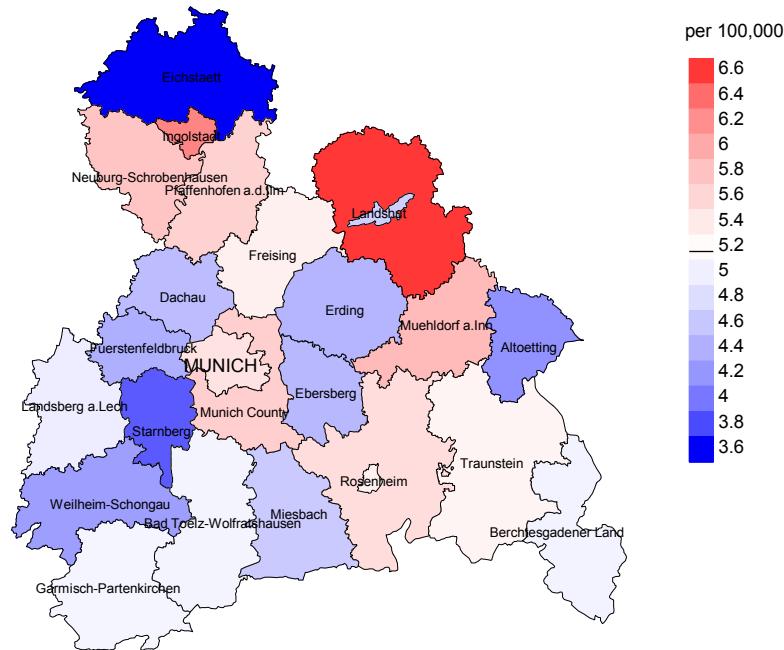 per 100,000
6.6
6.4
6.2
6
5.8
5.6
5.4
5.2
5
4.8
4.6
4.4
4.2
4
3.8
3.6
Eichstaett
Ingolstadt
Neuburg-Schrobenhausen
Pfaffenhofen a.d.Ilm
Landshut
Freising
Dachau
Erding
Muehldorf a.Inn
Altoetting
Fuerstenfeldbruck
MUNICH
Ebersberg
Landsberg a.Lech
Munich County
Starnberg
Traunstein
Rosenheim
Weilheim-Schongau
Miesbach
Bad Toelz-Wolfratshausen
Berchtesgadener Land
Garmisch-Partenkirchen